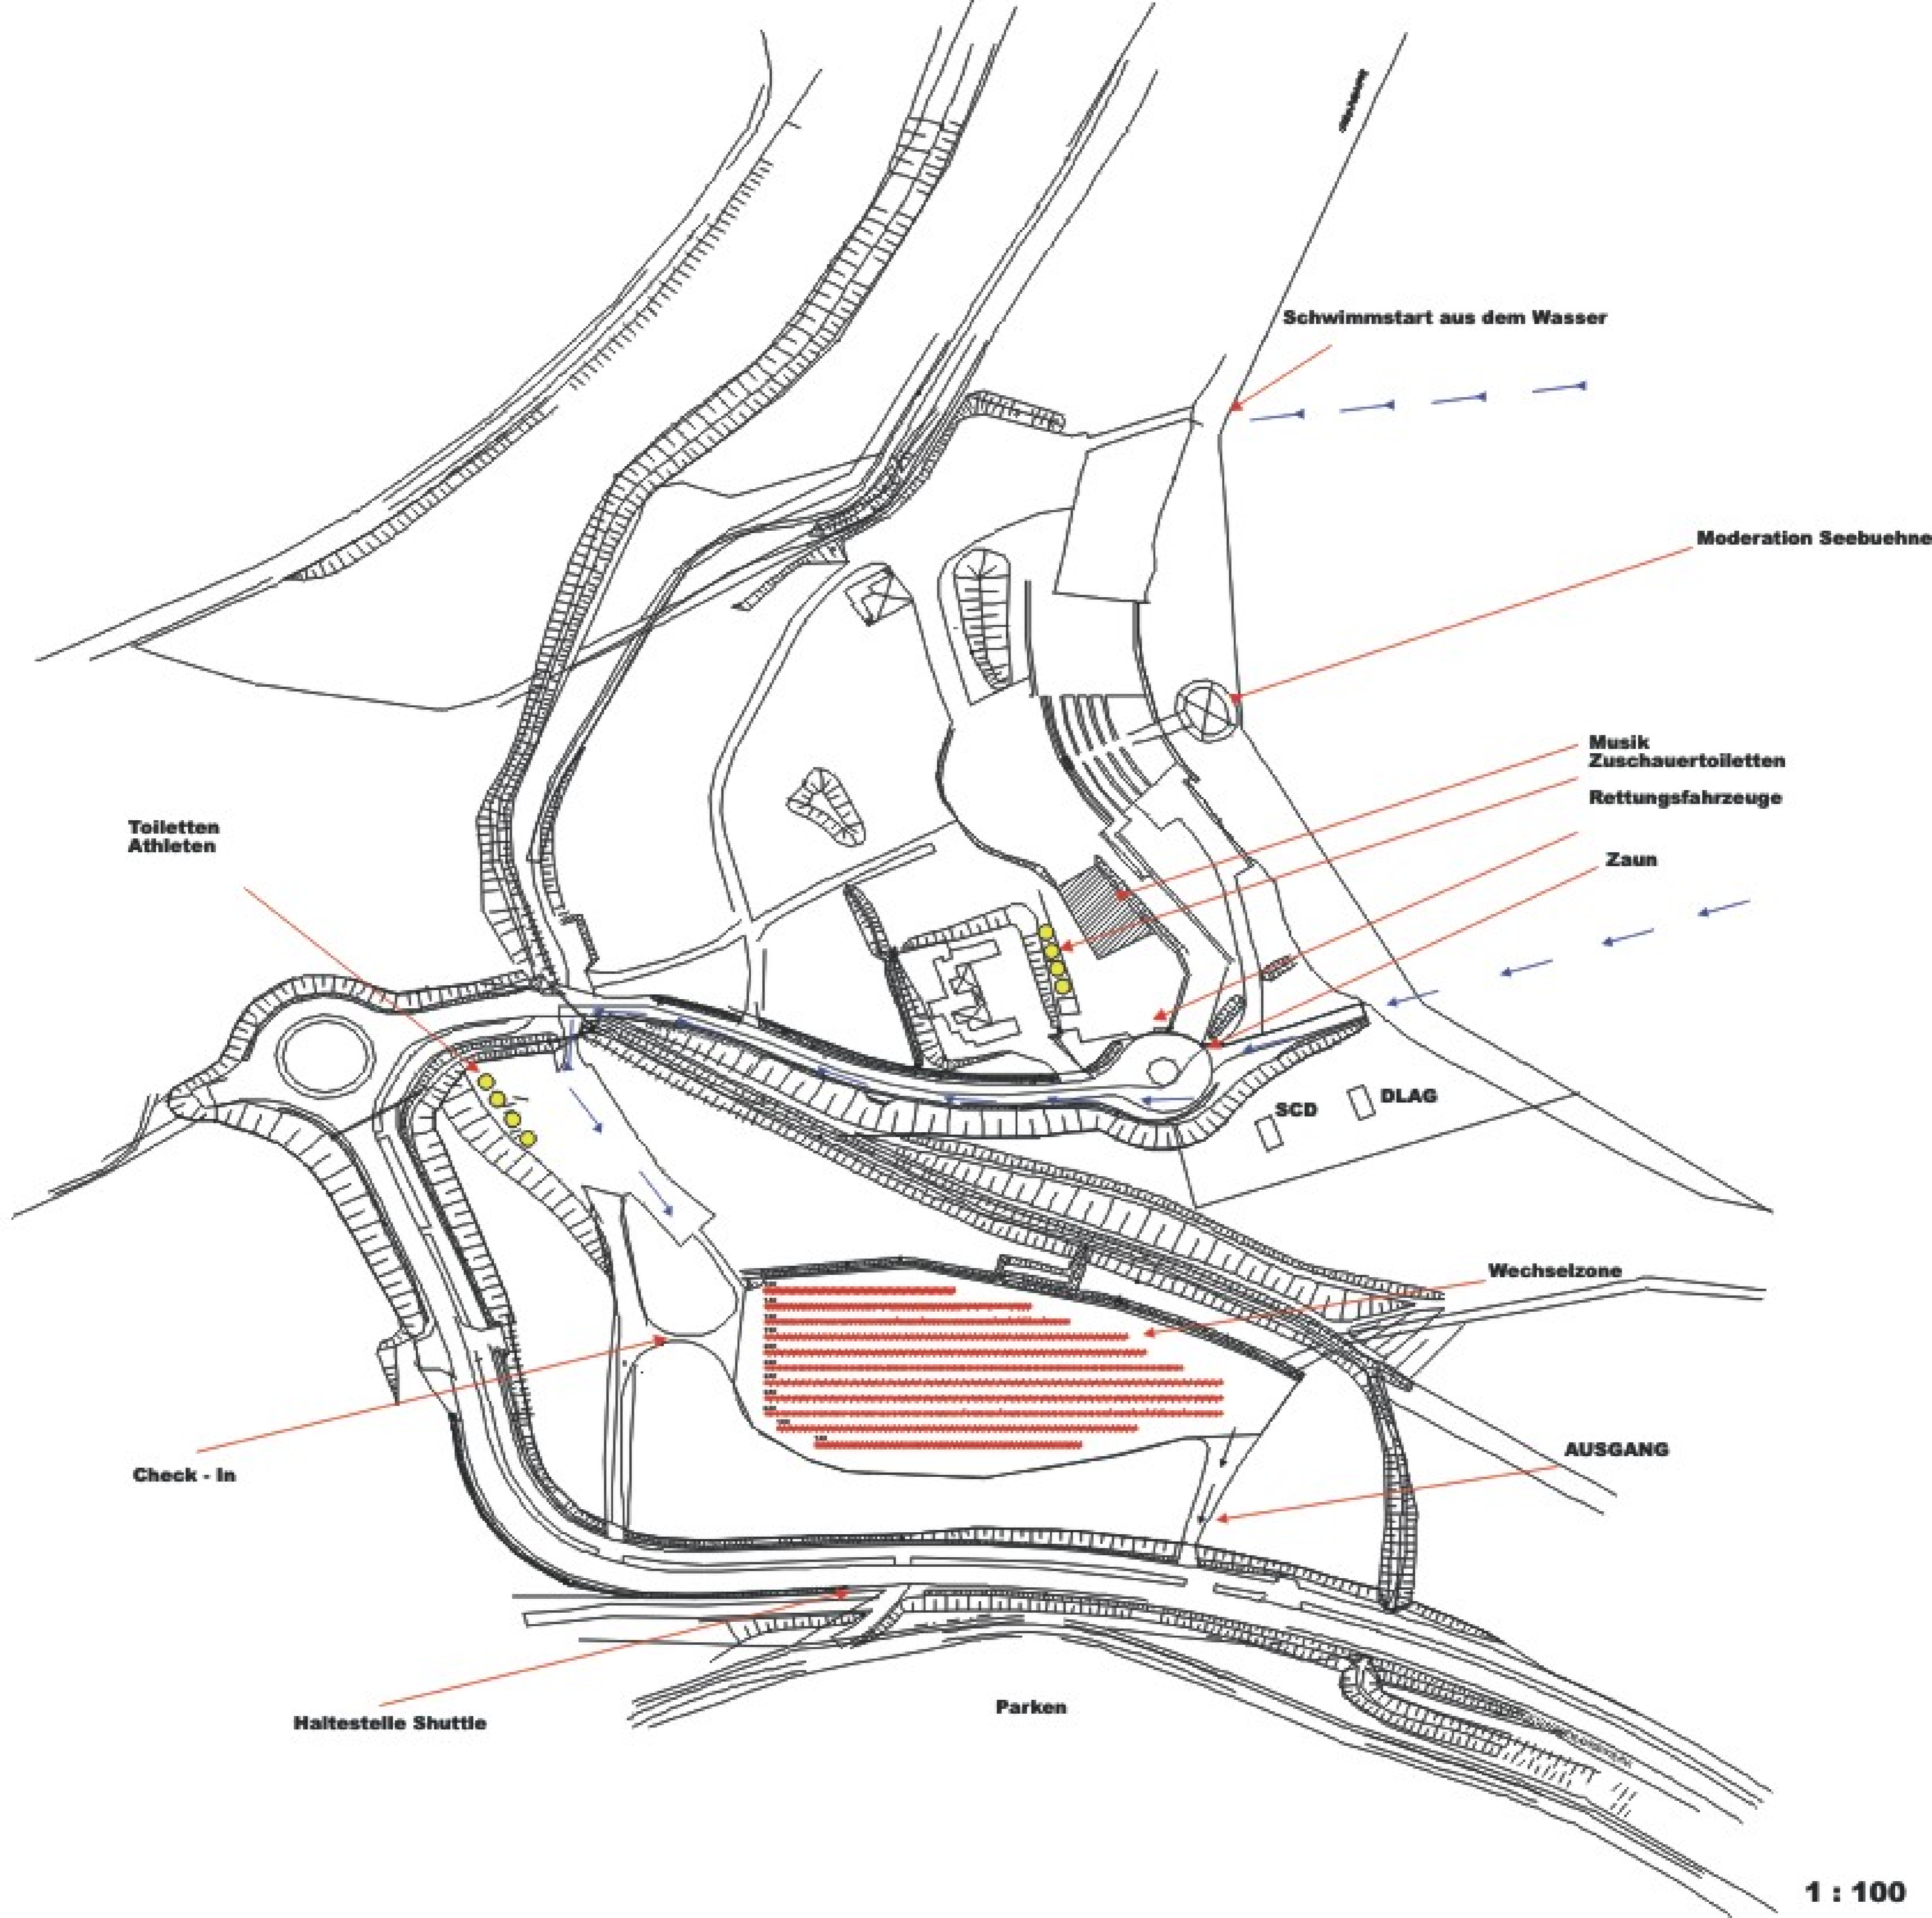 Schwimmstart aus dem Wasser
Moderation Seebuehne
Musik
Zuschauertoiletten
Rettungsfahrzeuge
Toiletten
Athleten
Zaun
SCD
DLAG
Wechselzone
AUSGANG
Check - In
Parken
Haltestelle Shuttle
1 : 100